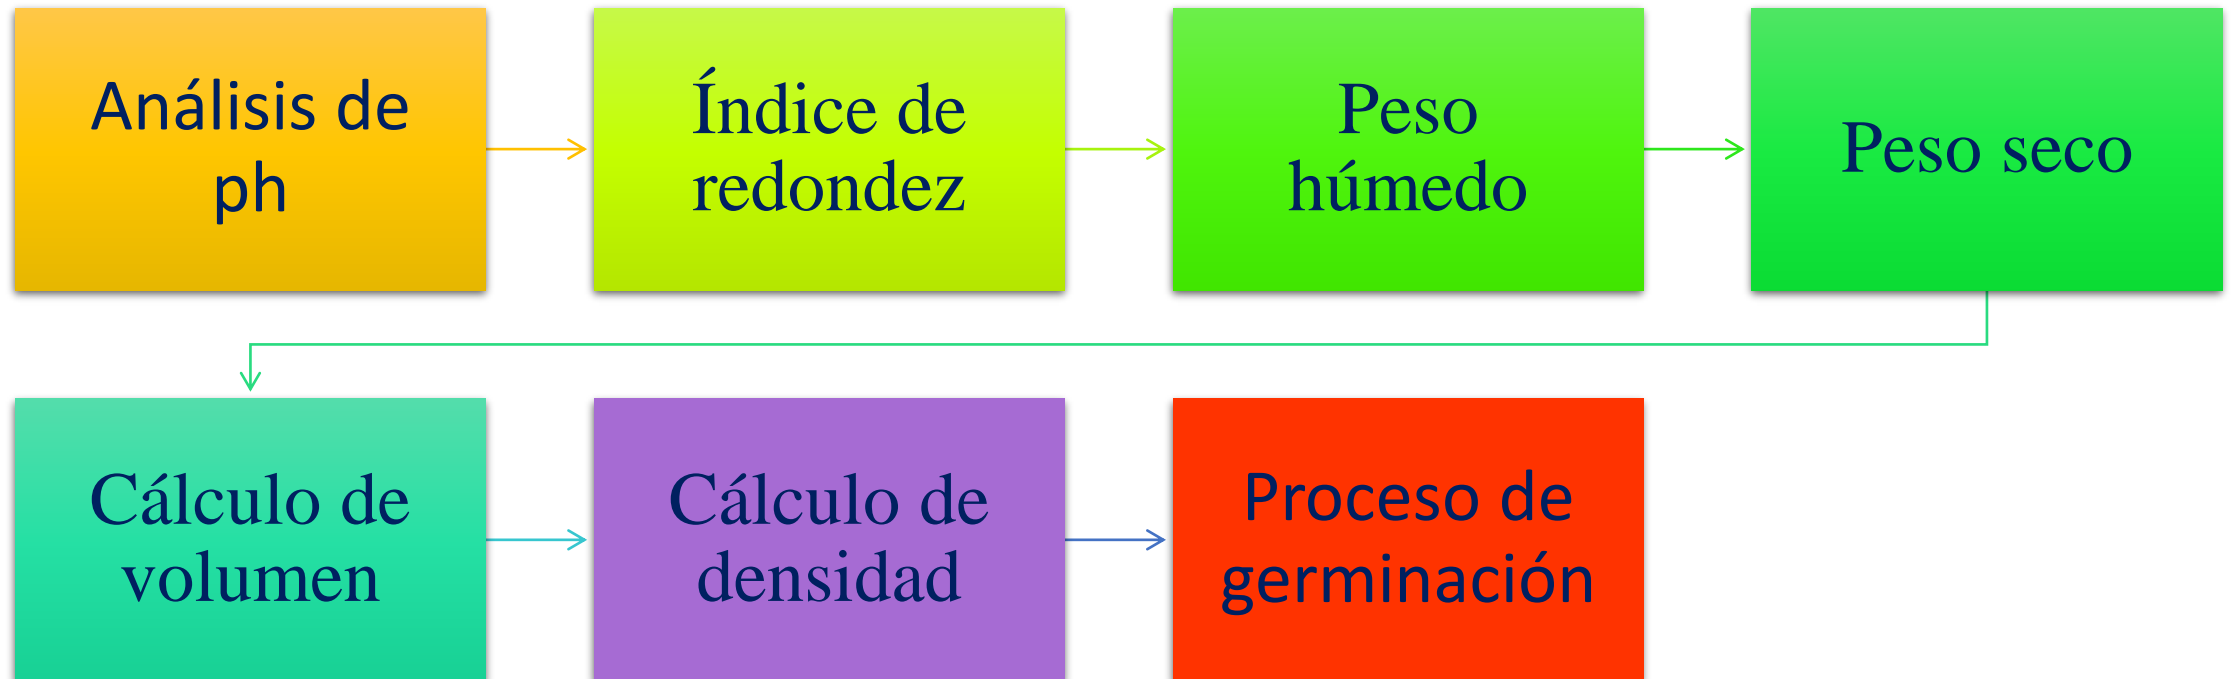 Análisis de
ph
Índice de
redondez
Peso
húmedo
Peso seco
Cálculo de
volumen
Cálculo de
densidad
Proceso de
germinación